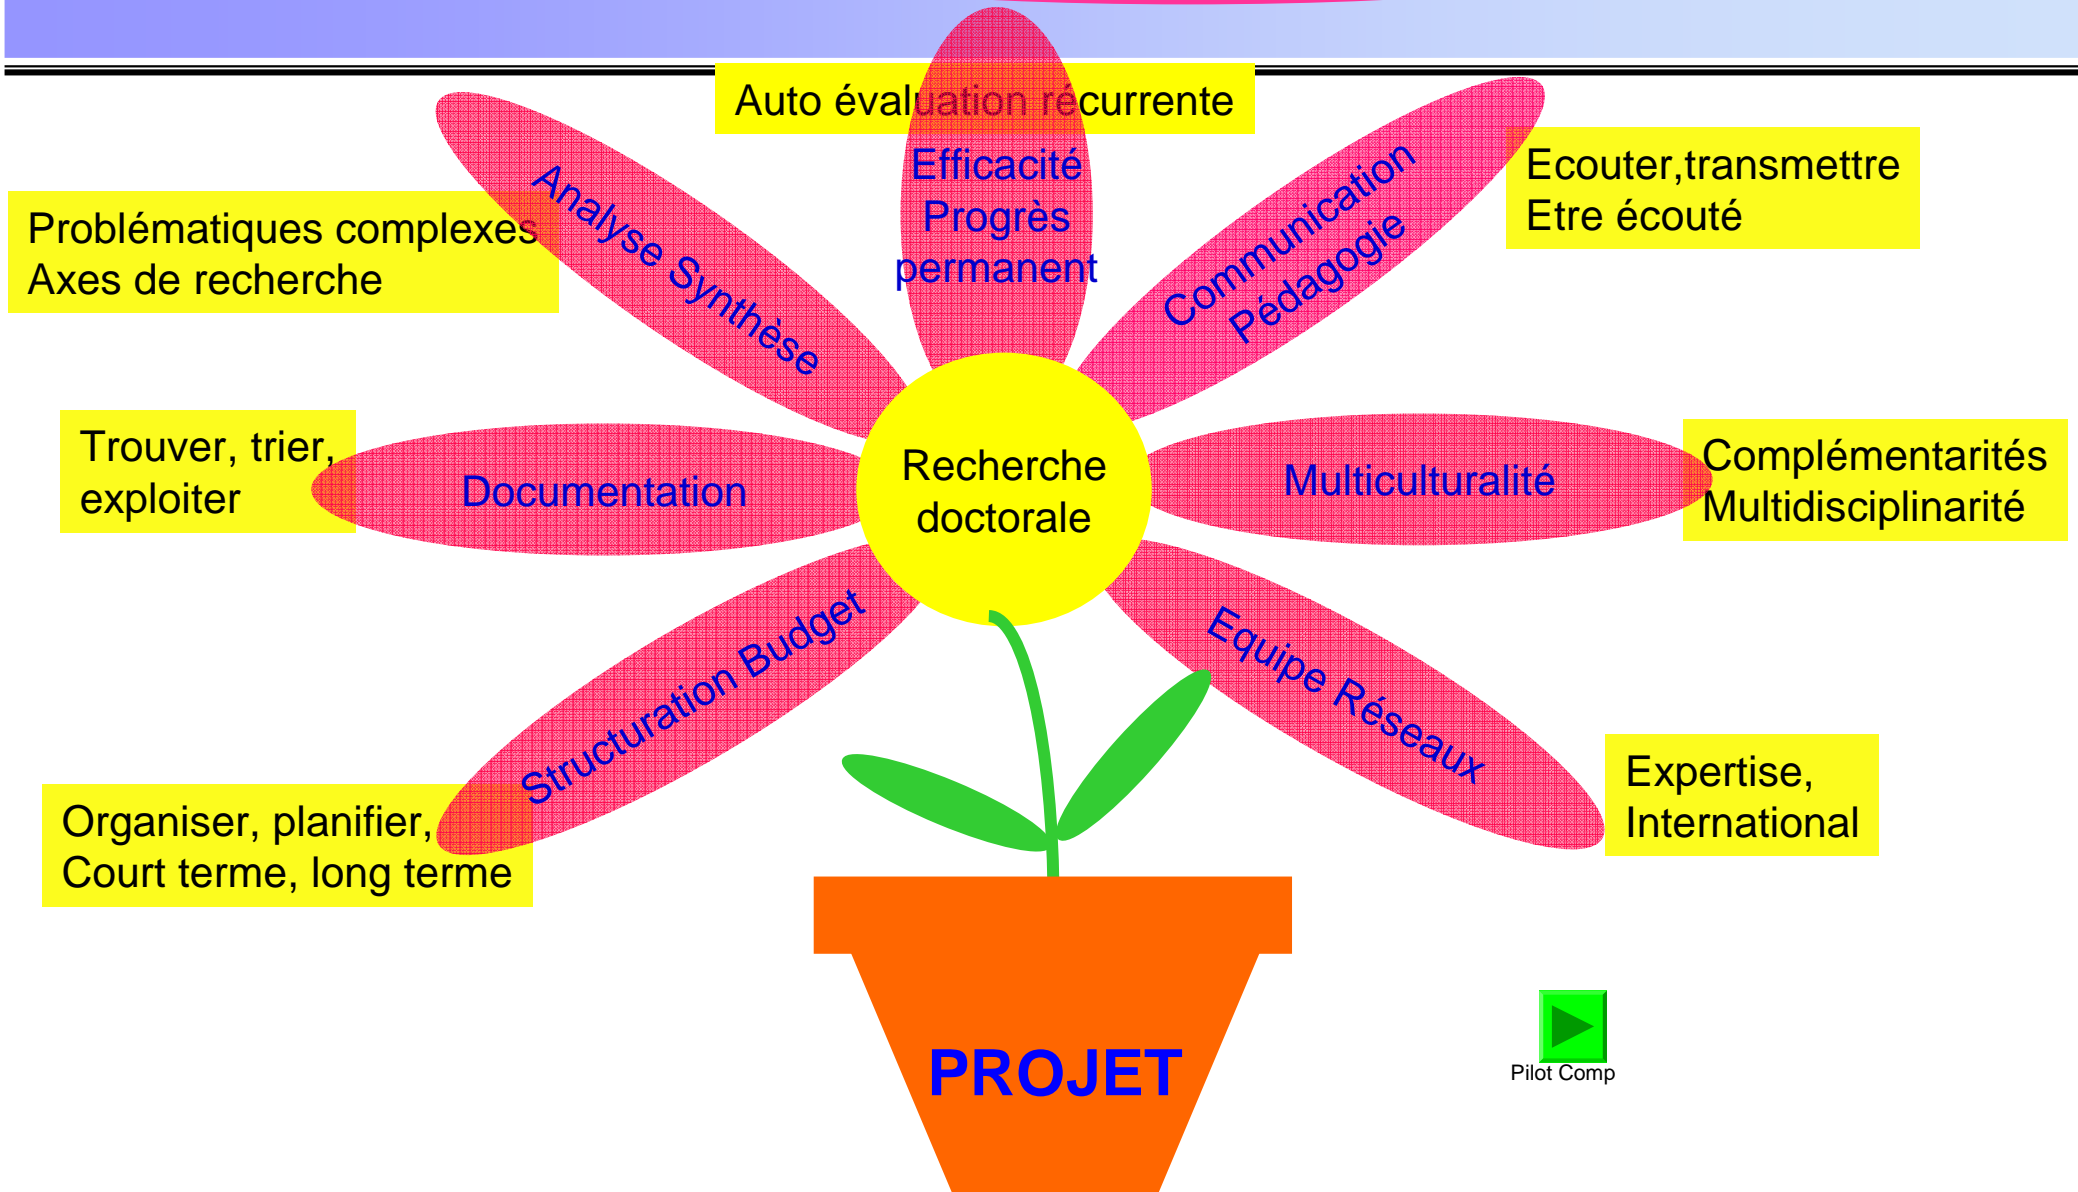 Auto évaluation récurrente
Efficacité
Progrès
permanent
Analyse Synthèse
Problématiques complexes
Axes de recherche
Communication
Pédagogie
Ecouter,transmettre
Etre écouté
Trouver, trier,
exploiter
Documentation
Recherche
doctorale
Multiculturalité
Complémentarités
Multidisciplinarité
Structuration Budget
Organiser, planifier,
Court terme, long terme
Equipe Réseaux
Expertise,
International
PROJET
Pilot Comp